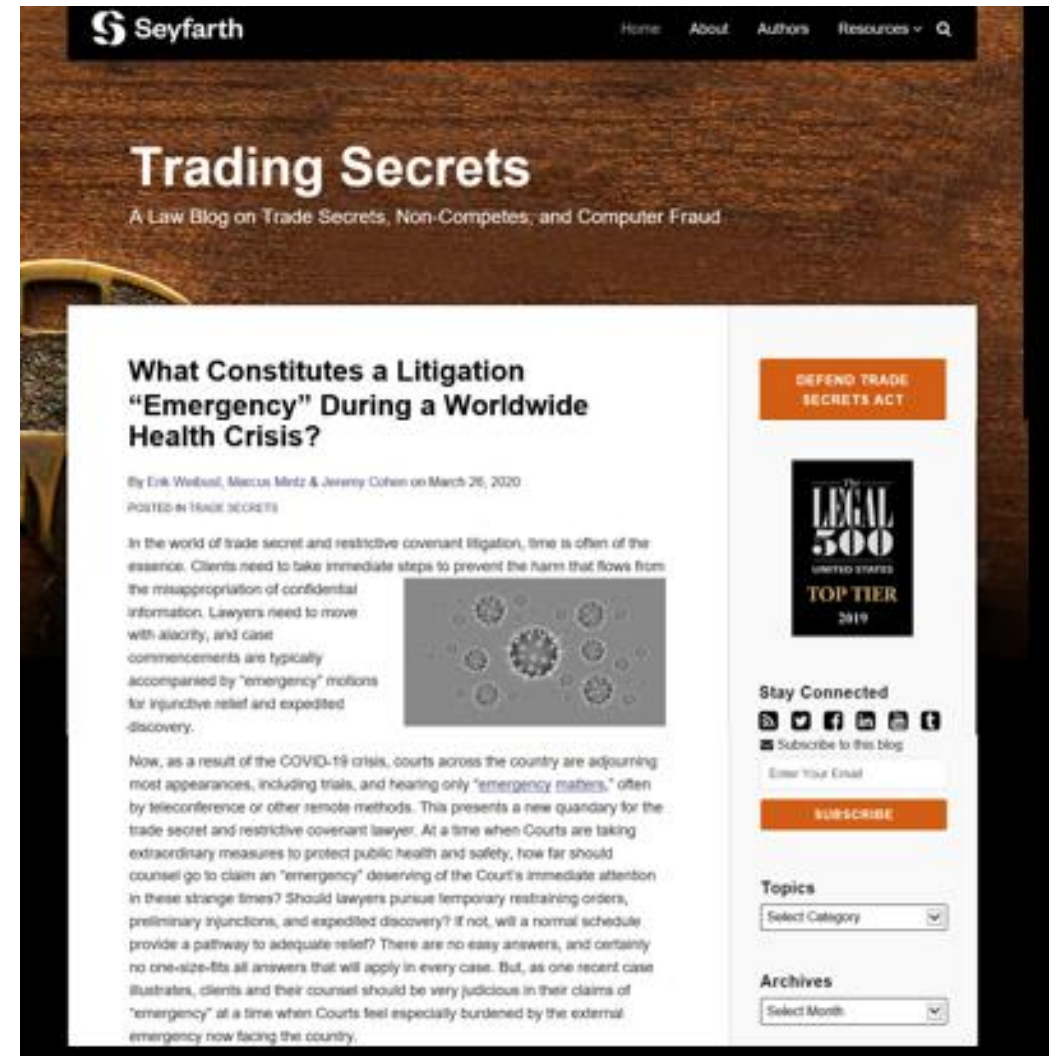 Seyfarth
Home About Authors Resources
Trading Secrets
A Law Blog on Trade Secrets, Non-Competes, and Computer Fraud
What Constitutes a Litigation
“Emergency” During a Worldwide
Health Crisis?
By Erik Weibust, Marcus Mintz & Jeremy Cohen on March 26, 2020
POSTED IN TRADE SECRETS
In the world of trade secret and restrictive covenant litigation, time is often of the
essence. Clients need to take immediate steps to prevent the harm that flows from
the misappropriation of confidential
information. Lawyers need to move
with alacrity, and case
commencements are typically
accompanied by "emergency" motions
for injunctive relief and expedited
discovery.
Now, as a result of the COVID-19 crisis, courts across the country are adjourning
most appearances, including trials, and hearing only "emergency matters," often
by teleconference or other remote methods. This presents a new quandary for the
trade secret and restrictive covenant lawyer. At a time when Courts are taking
extraordinary measures to protect public health and safety, how far should
counsel go to claim an "emergency" deserving of the Court's immediate attention
in these strange times? Should lawyers pursue temporary restraining orders,
preliminary injunctions, and expedited discovery? If not, will a normal schedule
provide a pathway to adequate relief? There are no easy answers, and certainly
no one-size-fits all answers that will apply in every case. But, as one recent case
illustrates, clients and their counsel should be very judicious in their claims of
"emergency" at a time when Courts feel especially burdened by the external
emergency now facing the country.
DEFEND TRADE
SECRETS ACT
The
LEGAL
500
UNITED STATES
TOP TIER
2019
Stay Connected
Subscribe to this blog
Enter Your Email
SUBSCRIBE
Topics
Select Category
Archives
Select Month